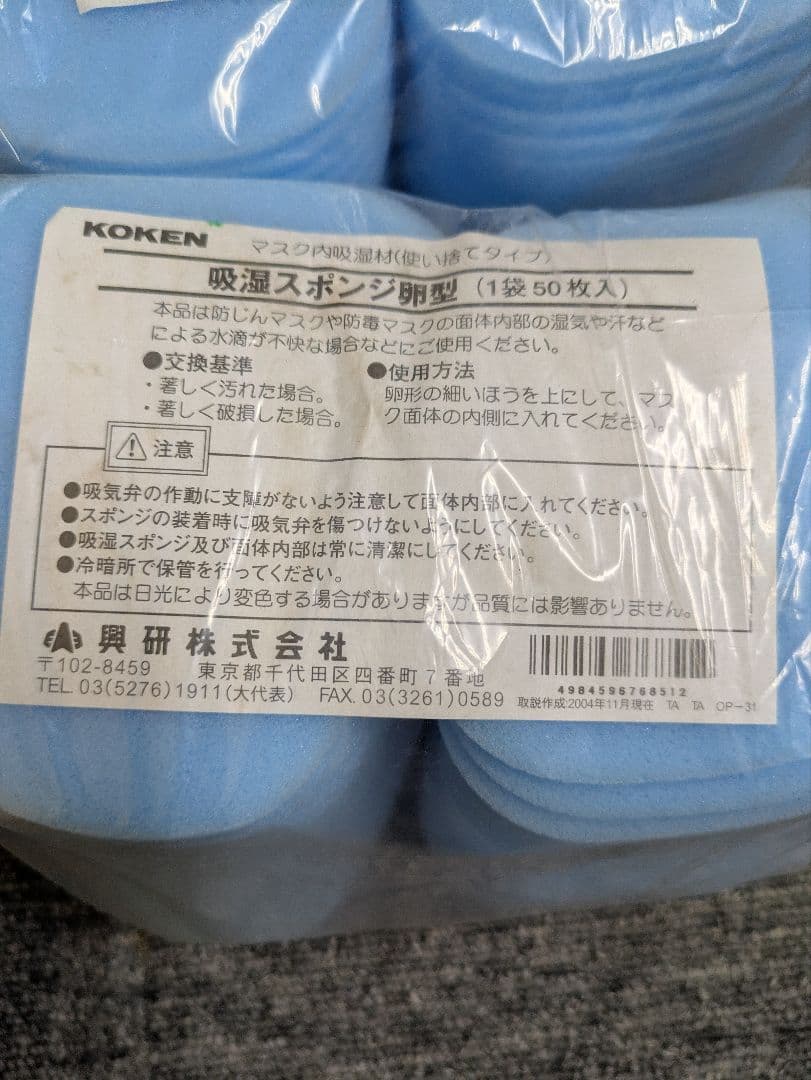 KOKEN
マスク内吸湿材(使い捨てタイプ)
吸湿スポンジ卵型(1袋50枚入)
本品は防じんマスクや防毒マスクの面体内部の湿気や汗など
による水滴が不快な場合などにご使用ください。
●交換基準
・著しく汚れた場合。
・著しく破損した場合。
●使用方法
卵形の細いほうを上にして、マス
ク面体の内側に入れてください。
注意
●吸気弁の作動に支障がないよう注意して面体内部に入れてください。
●スポンジの装着時に吸気弁を傷つけないようにしてください。
●吸湿スポンジ及び面体内部は常に清潔にしてください。
●冷暗所で保管を行ってください。
本品は日光により変色する場合がありますが品質には影響ありません。
興研株式会社
〒102-8459 東京都千代田区四番町7番地
TEL. 03(5276)1911(大代表) FAX. 03(3261)0589
4984596768512
取説作成:2004年11月現在 TA TA OP-31